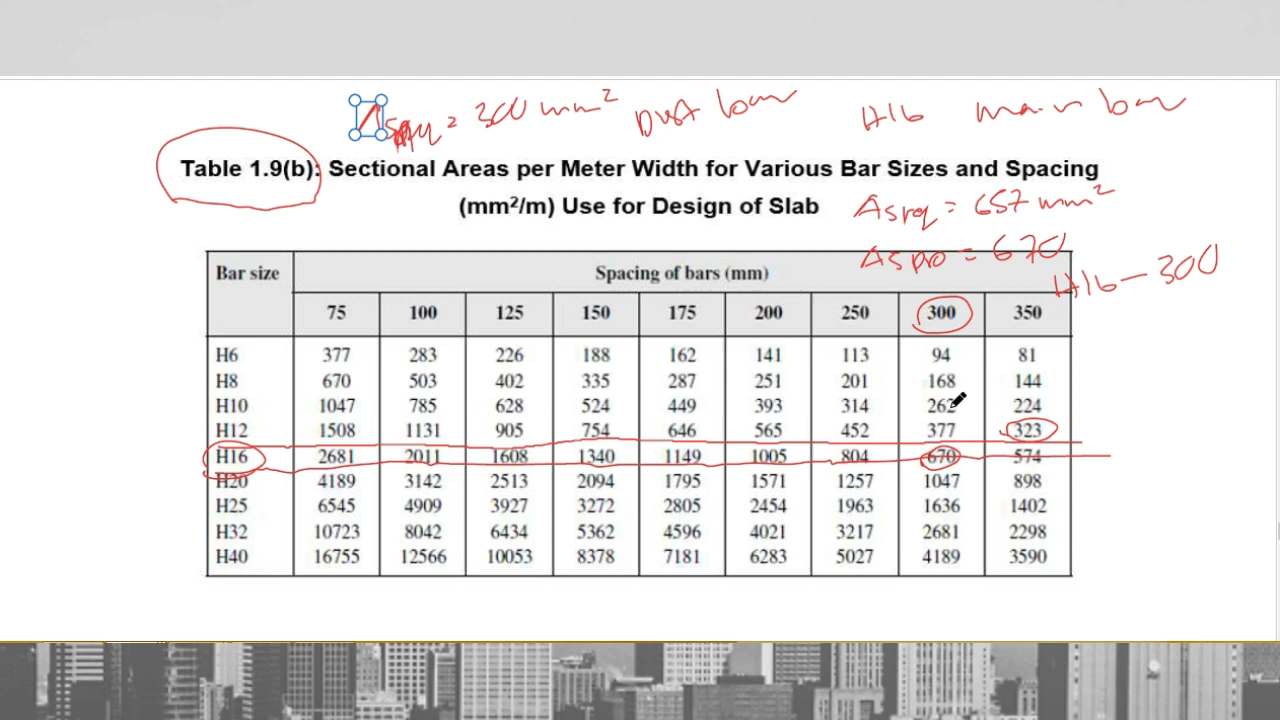 Asreq = 300 mm² Dist bar H16 main bar
Table 1.9(b): Sectional Areas per Meter Width for Various Bar Sizes and Spacing
(mm²/m) Use for Design of Slab
Asrq = 657 mm²
Aspro = 670
H16 – 300
Bar size Spacing of bars (mm)
75 100 125 150 175 200 250 300 350
H6 377 283 226 188 162 141 113 94 81
H8 670 503 402 335 287 251 201 168 144
H10 1047 785 628 524 449 393 314 262 224
H12 1508 1131 905 754 646 565 452 377 323
H16 2681 2011 1608 1340 1149 1005 804 670 574
H20 4189 3142 2513 2094 1795 1571 1257 1047 898
H25 6545 4909 3927 3272 2805 2454 1963 1636 1402
H32 10723 8042 6434 5362 4596 4021 3217 2681 2298
H40 16755 12566 10053 8378 7181 6283 5027 4189 3590